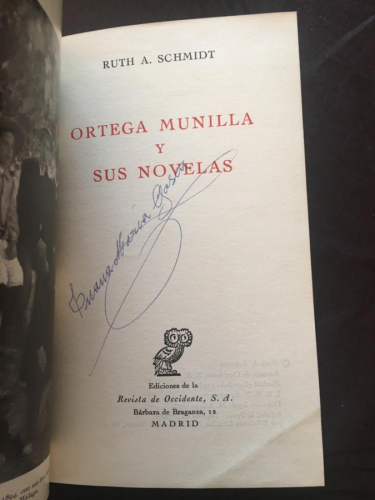 RUTH A. SCHMIDT
ORTEGA MUNILLA
Y
SUS NOVELAS
Ediciones de la
Revista de Occidente, S. A.
Bárbara de Braganza, 12
MADRID